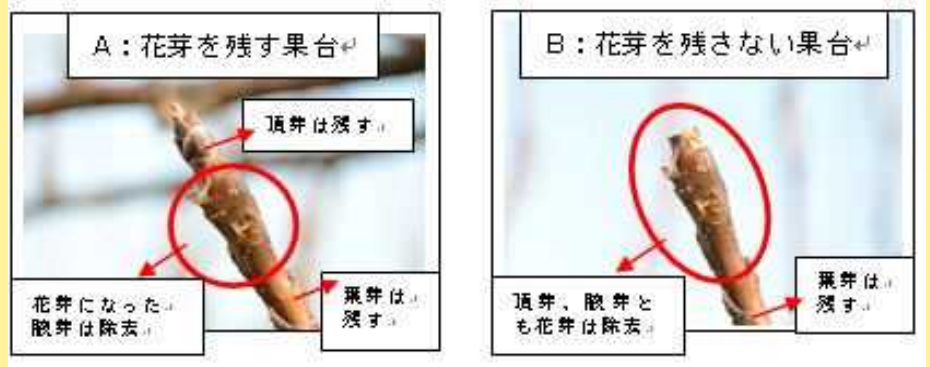 A：花芽を残す果台↵
頂芽は残す
花芽になった
腋芽は除去
葉芽は
残す
B：花芽を残さない果台↵
頂芽、腋芽と
も花芽は除去
葉芽は
残す